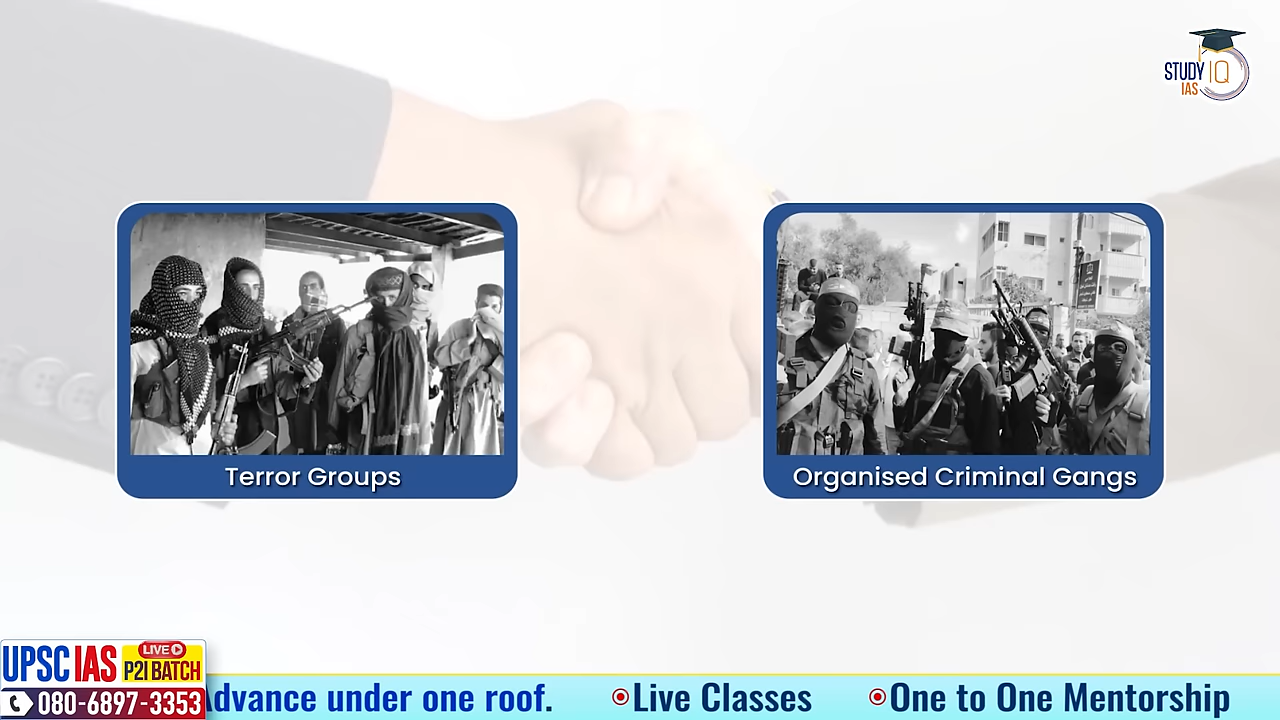 STUDY IQ
IAS
Terror Groups
Organised Criminal Gangs
UPSC IAS
LIVE
P2I BATCH
080-6897-3353
dvance under one roof.
Live Classes
One to One Mentorship